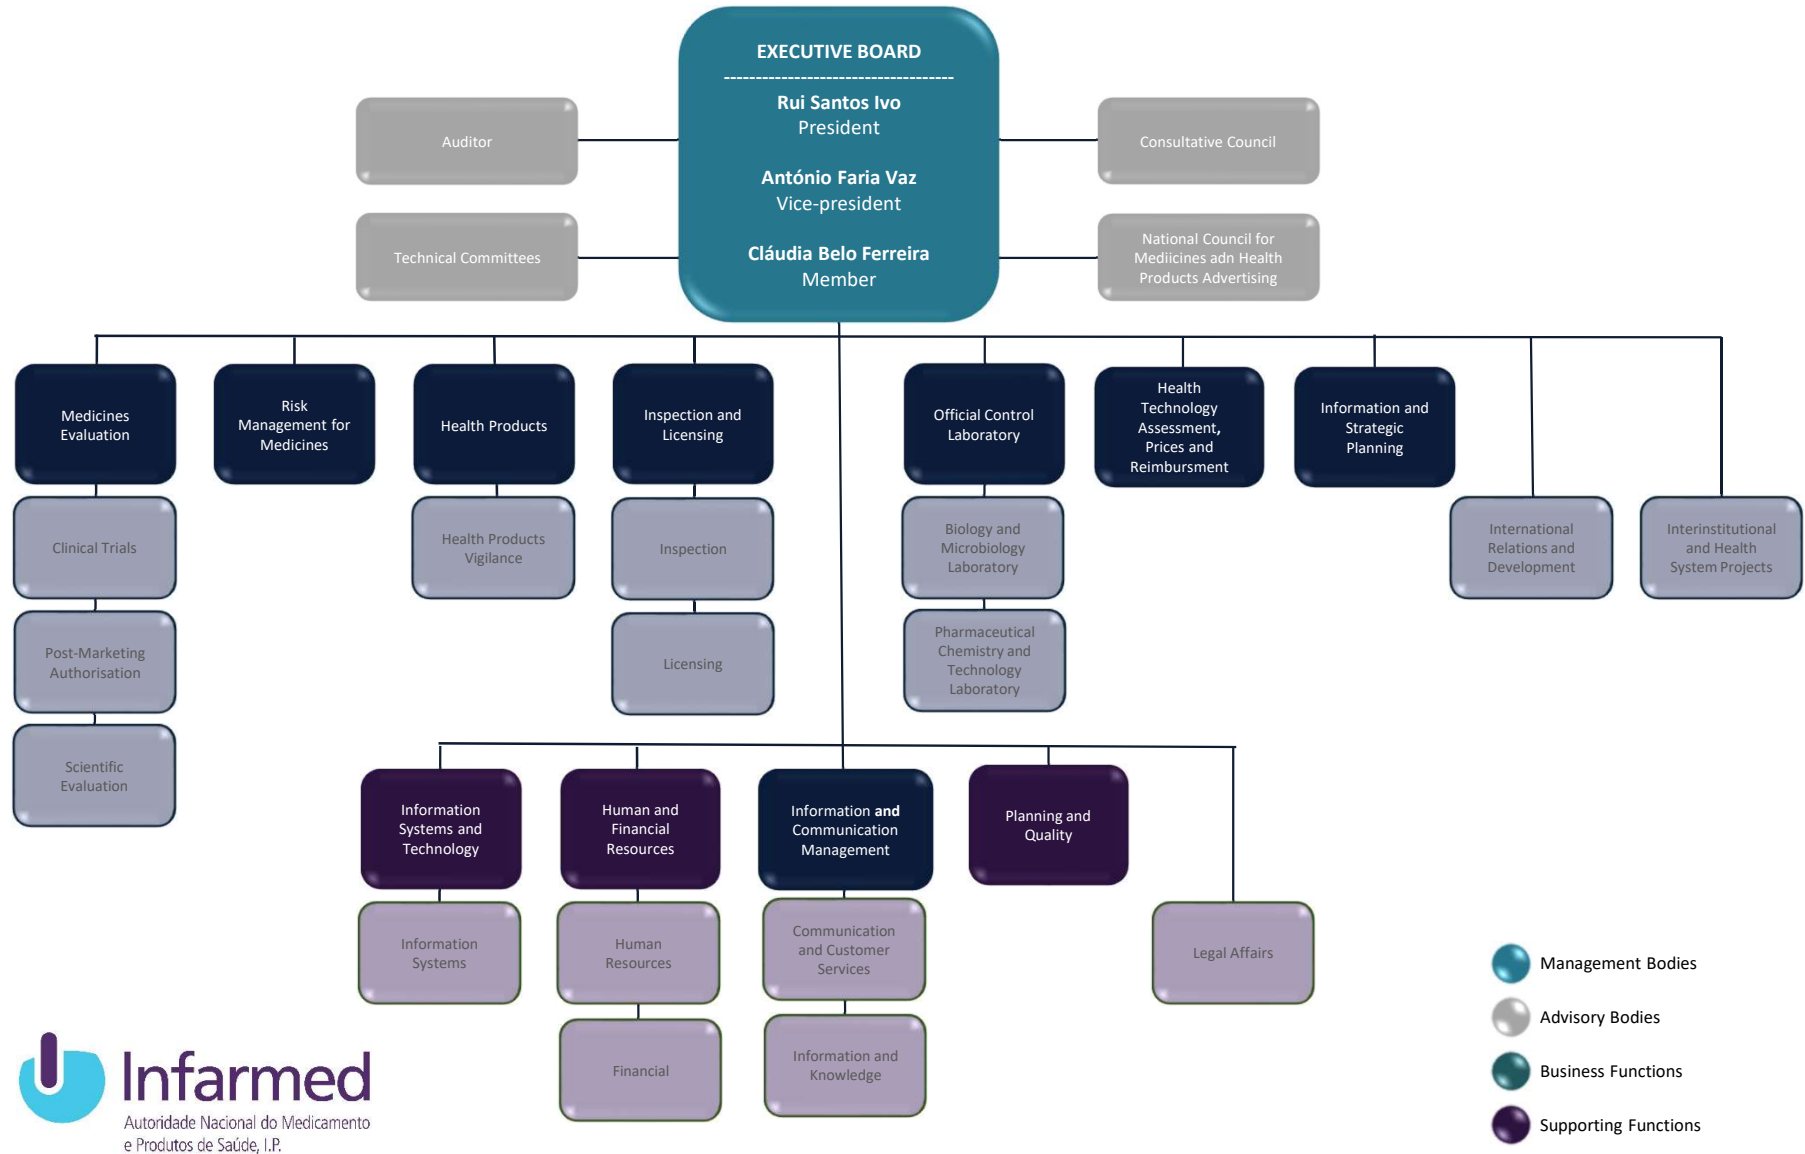 EXECUTIVE BOARD
------------------------------------
Rui Santos Ivo
President
António Faria Vaz
Vice-president
Cláudia Belo Ferreira
Member
Auditor
Technical Committees
Consultative Council
National Council for
Mediicines adn Health
Products Advertising
Medicines
Evaluation
Risk
Management for
Medicines
Health Products
Inspection and
Licensing
Official Control
Laboratory
Health
Technology
Assessment,
Prices and
Reimbursment
Information and
Strategic
Planning
Clinical Trials
Post-Marketing
Authorisation
Scientific
Evaluation
Health Products
Vigilance
Inspection
Licensing
Biology and
Microbiology
Laboratory
Pharmaceutical
Chemistry and
Technology
Laboratory
International
Relations and
Development
Interinstitutional
and Health
System Projects
Information
Systems and
Technology
Human and
Financial
Resources
Information and
Communication
Management
Planning and
Quality
Information
Systems
Human
Resources
Financial
Communication
and Customer
Services
Information and
Knowledge
Legal Affairs
Management Bodies
Advisory Bodies
Business Functions
Supporting Functions
Infarmed
Autoridade Nacional do Medicamento
e Produtos de Saúde, I.P.